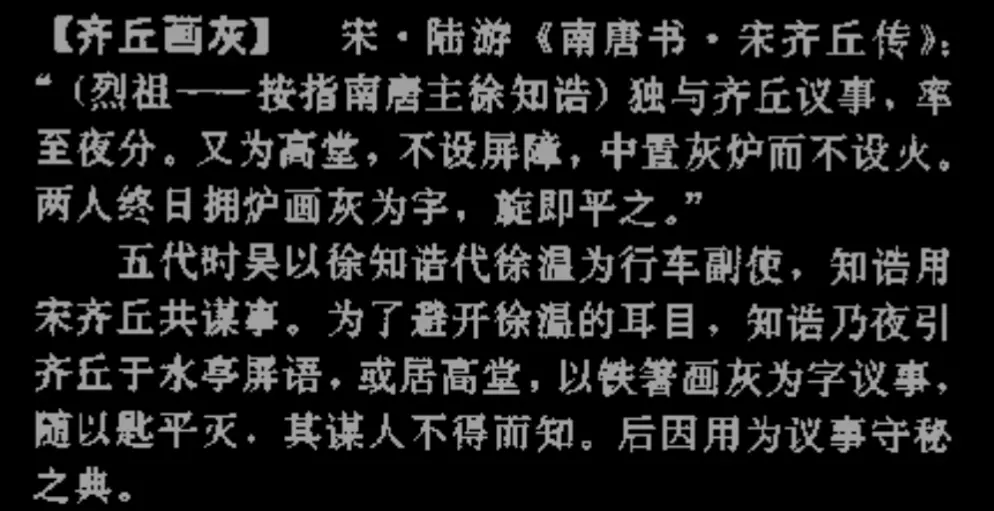 【齐丘画灰】 宋·陆游《南唐书·宋齐丘传》:
“(烈祖——按指南唐主徐知诰)独与齐丘议事,率
至夜分。又为高堂,不设屏障,中置灰炉而不设火。
两人终日拥炉画灰为字,旋即平之。”
五代时吴以徐知诰代徐温为行车副使,知诰用
宋齐丘共谋事。为了避开徐温的耳目,知诰乃夜引
齐丘于水亭屏语,或居高堂,以铁箸画灰为字议事,
随以匙平灭.其谋人不得而知。后因用为议事守秘
之典。